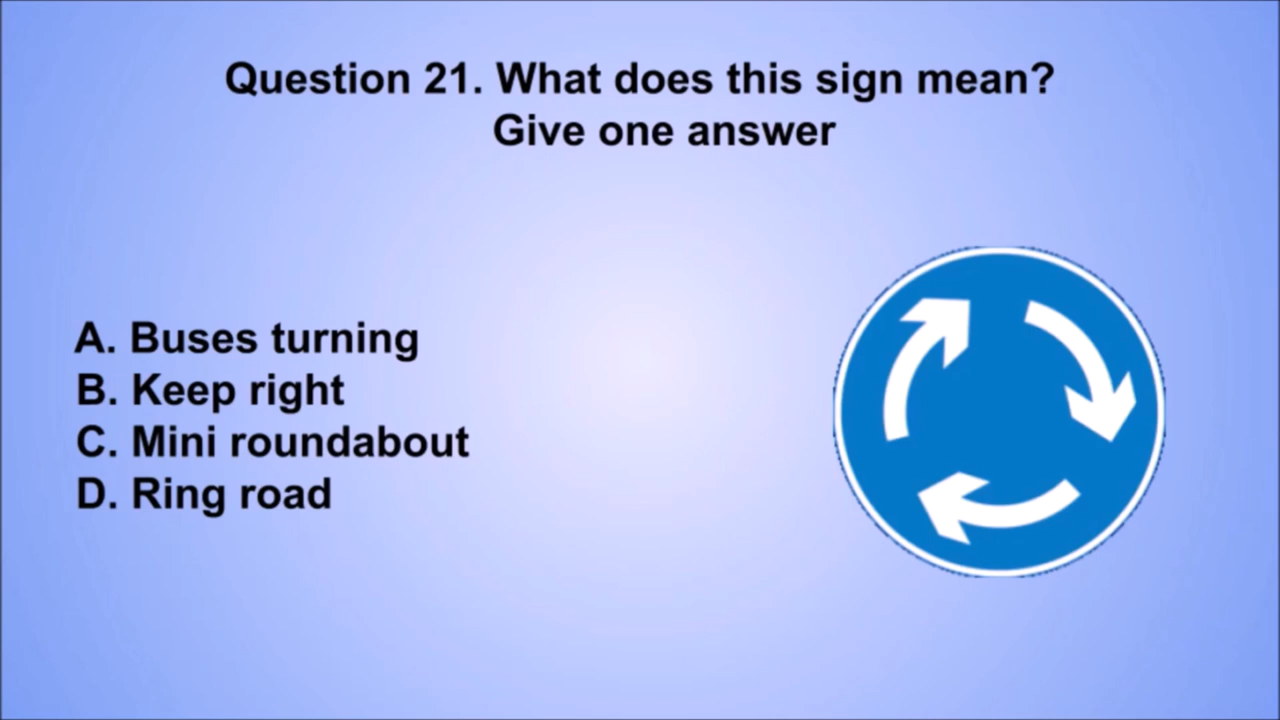 Question 21. What does this sign mean?
Give one answer
A. Buses turning
B. Keep right
C. Mini roundabout
D. Ring road